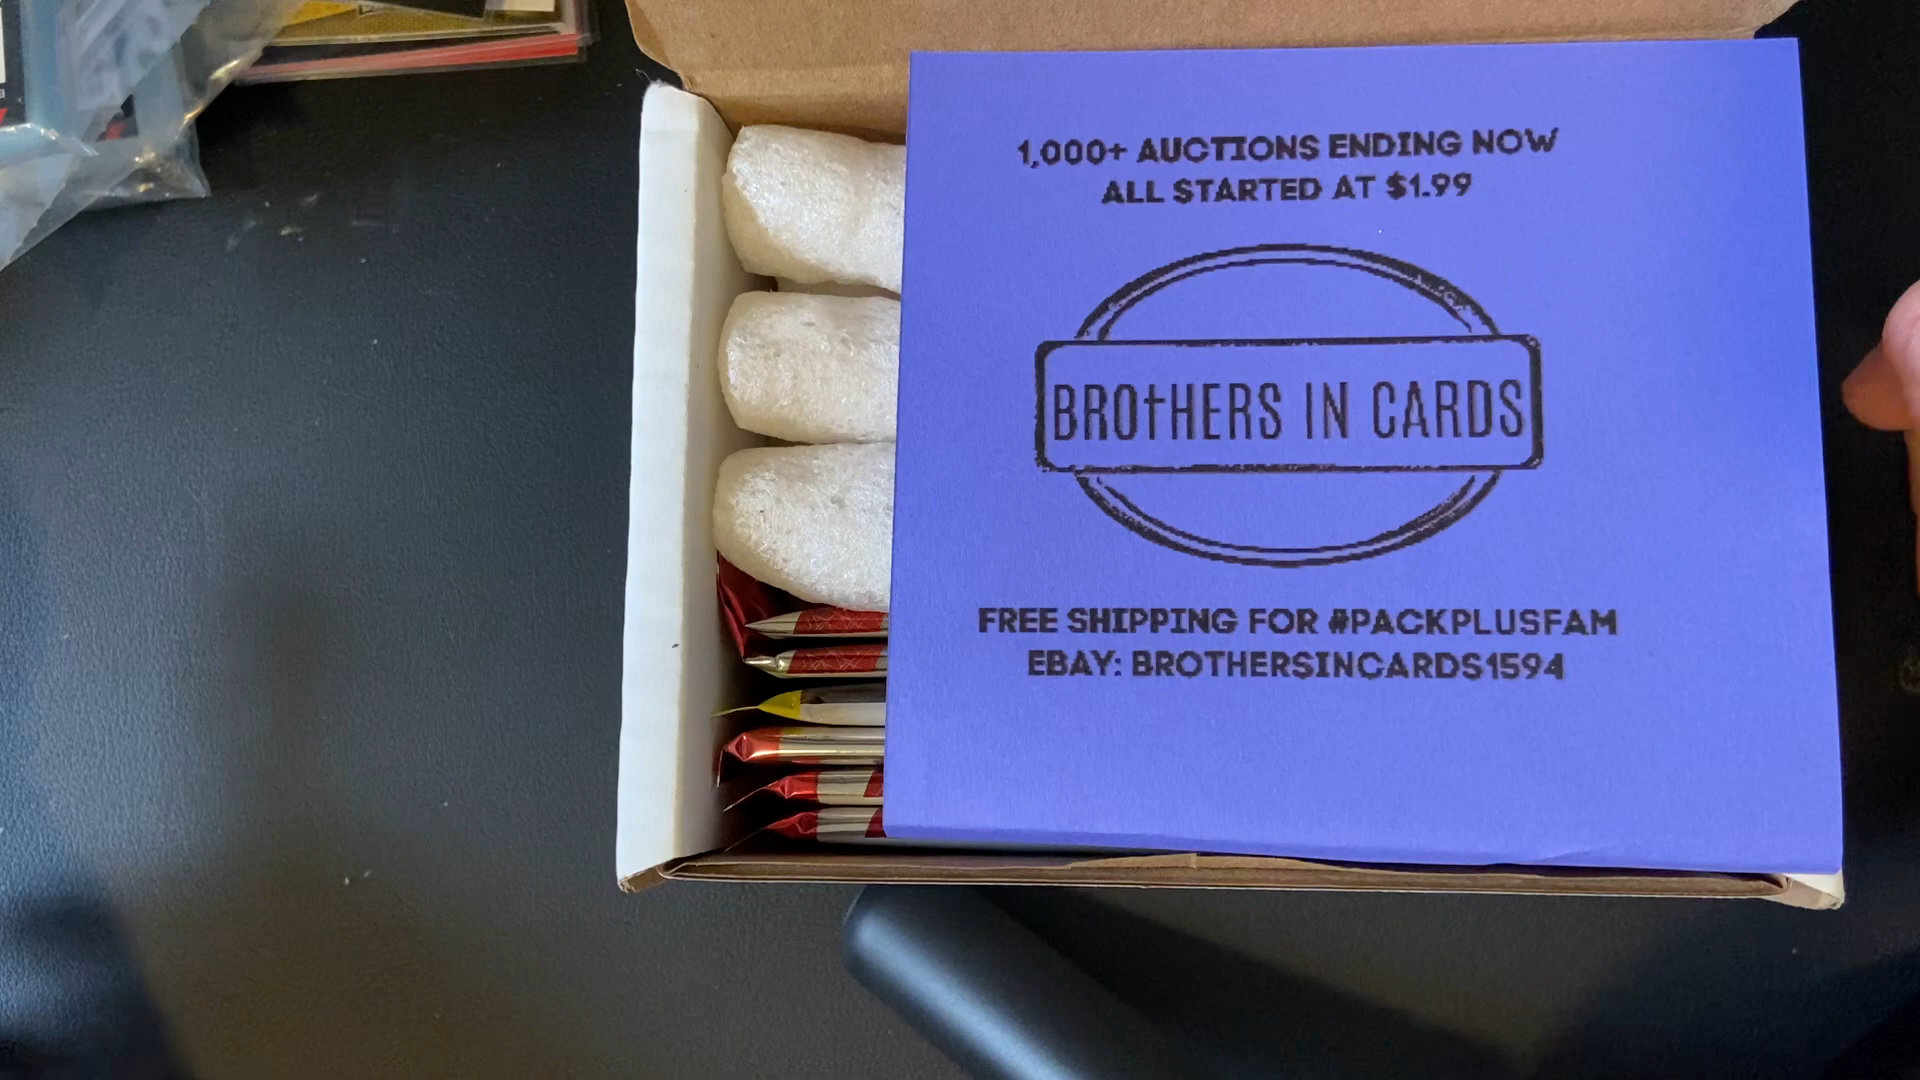 1,000+ AUCTIONS ENDING NOW
ALL STARTED AT $1.99
BROTHERS IN CARDS
FREE SHIPPING FOR #PACKPLUSFAM
EBAY: BROTHERSINCARDS1594